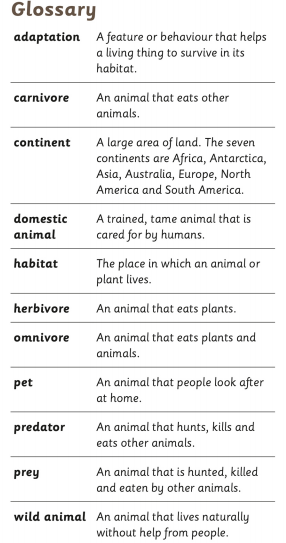 Glossary
adaptation A feature or behaviour that helps
a living thing to survive in its
habitat.
carnivore An animal that eats other
animals.
continent A large area of land. The seven
continents are Africa, Antarctica,
Asia, Australia, Europe, North
America and South America.
domestic A trained, tame animal that is
animal cared for by humans.
habitat The place in which an animal or
plant lives.
herbivore An animal that eats plants.
omnivore An animal that eats plants and
animals.
pet An animal that people look after
at home.
predator An animal that hunts, kills and
eats other animals.
prey An animal that is hunted, killed
and eaten by other animals.
wild animal An animal that lives naturally
without help from people.